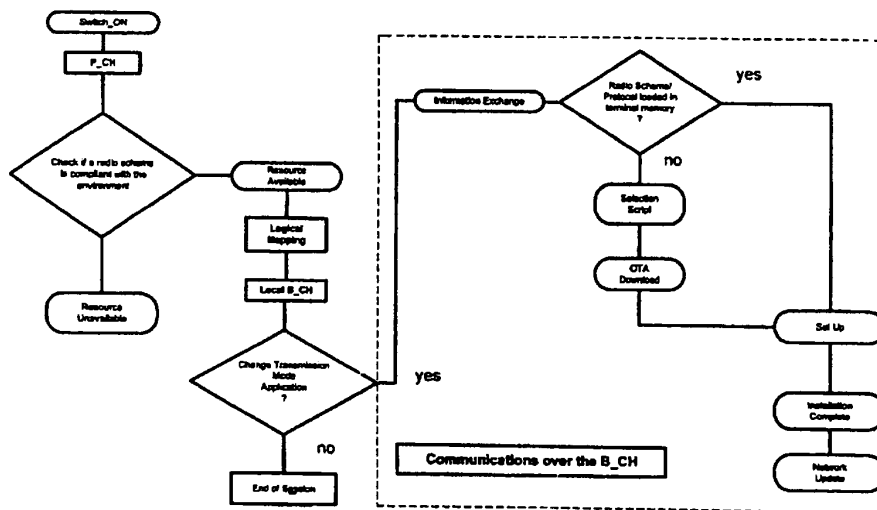 Switch_ON
P_CH
Check if a radio scheme
is compliant with the
environment
Resource
Unavailable
Resource
Available
Logical
Mapping
Local B_CH
Change Transmission
Mode
Application
?
no
End of Session
yes
Information Exchange
Radio Scheme/
Protocol loaded in
terminal memory
?
yes
no
Selection
Script
OTA
Download
Set Up
Installation
Complete
Network
Update
Communications over the B_CH